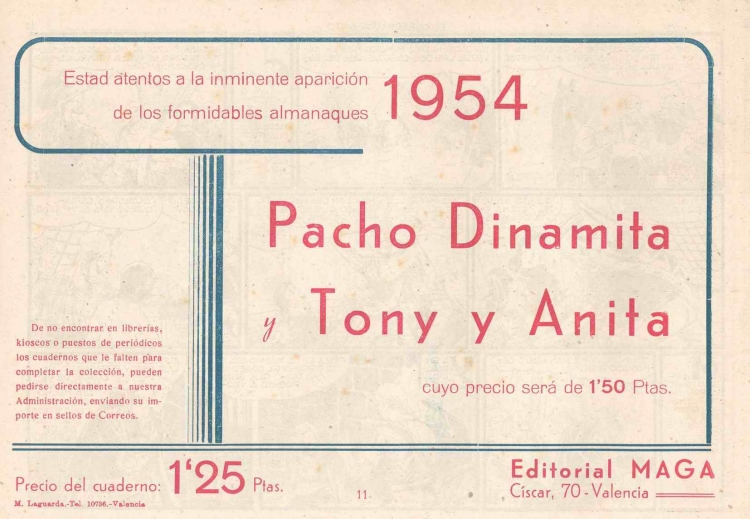 Estad atentos a la inminente aparición
de los formidables almanaques
1954
Pacho Dinamita
y Tony y Anita
cuyo precio será de 1'50 Ptas.
De no encontrar en librerías,
kioscos o puestos de periódicos
los cuadernos que le falten para
completar la colección, pueden
pedirse directamente a nuestra
Administración, enviando su im-
porte en sellos de Correos.
Precio del cuaderno: 1'25 Ptas.
M. Laguarda.-Tel. 10736.-Valencia
11
Editorial MAGA
Císcar, 70 - Valencia